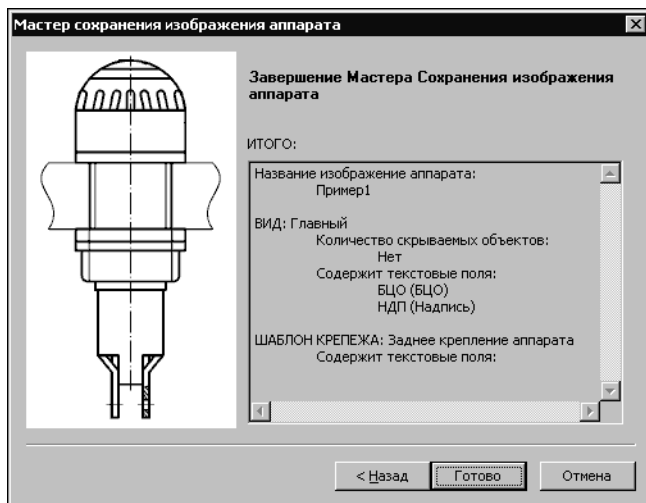 Мастер сохранения изображения аппарата
Завершение Мастера Сохранения изображения
аппарата
ИТОГО:
Название изображение аппарата:
Пример1
ВИД: Главный
Количество скрываемых объектов:
Нет
Содержит текстовые поля:
БЦО (БЦО)
НДП (Надпись)
ШАБЛОН КРЕПЕЖА: Заднее крепление аппарата
Содержит текстовые поля:
< Назад
Готово
Отмена